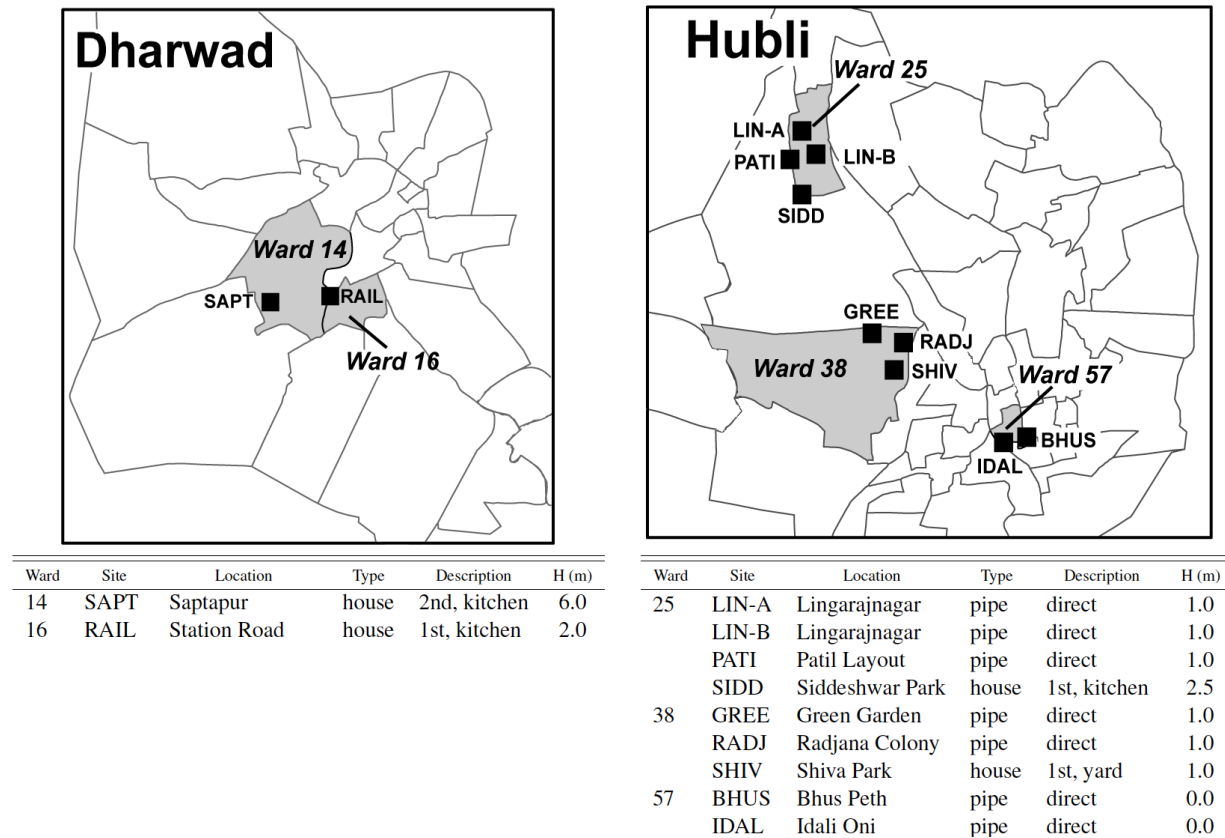 Dharwad
Ward 14
SAPT
RAIL
Ward 16
Ward Site Location Type Description H (m)
14 SAPT Saptapur house 2nd, kitchen 6.0
16 RAIL Station Road house 1st, kitchen 2.0
Hubli
Ward 25
LIN-A
PATI
LIN-B
SIDD
GREE
RADJ
Ward 38
SHIV
Ward 57
BHUS
IDAL
Ward Site Location Type Description H (m)
25 LIN-A Lingarajnagar pipe direct 1.0
LIN-B Lingarajnagar pipe direct 1.0
PATI Patil Layout pipe direct 1.0
SIDD Siddeshwar Park house 1st, kitchen 2.5
38 GREE Green Garden pipe direct 1.0
RADJ Radjana Colony pipe direct 1.0
SHIV Shiva Park house 1st, yard 1.0
57 BHUS Bhus Peth pipe direct 0.0
IDAL Idali Oni pipe direct 0.0